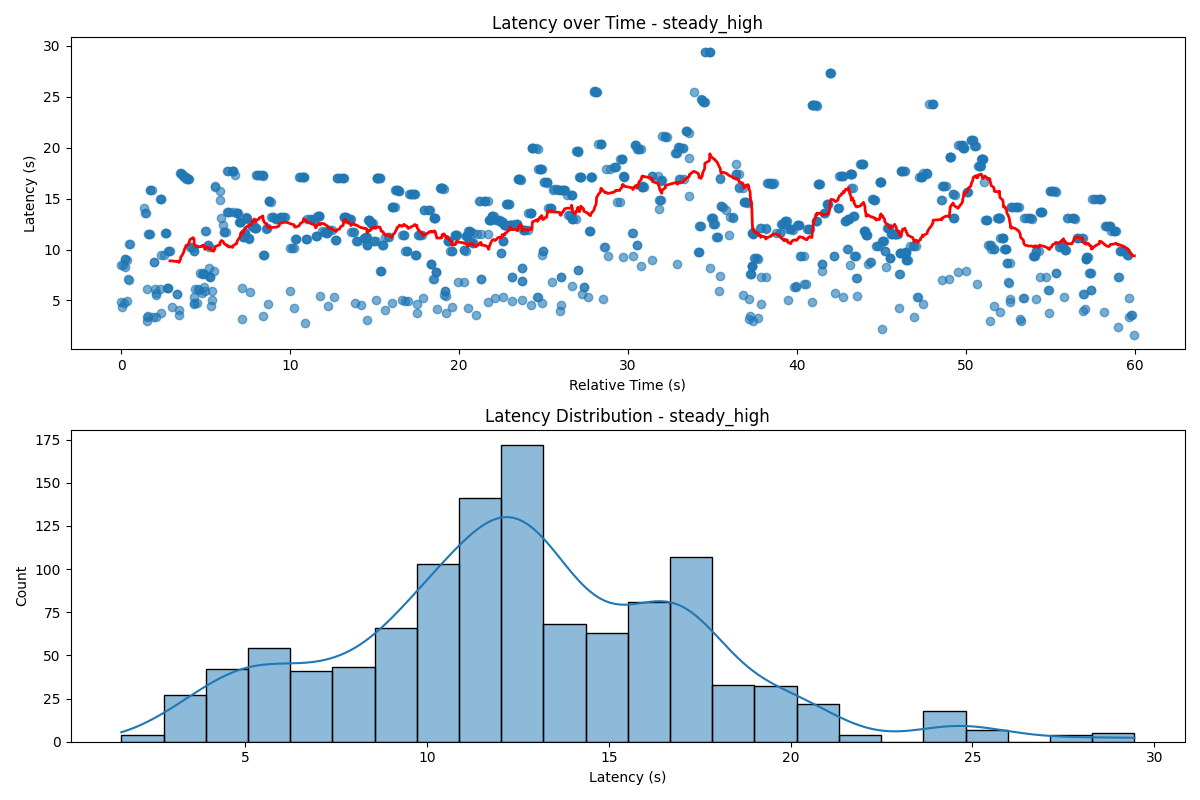 Latency over Time - steady_high
30
25
20
15
10
5
Latency (s)
0 10 20 30 40 50 60
Relative Time (s)
Latency Distribution - steady_high
175
150
125
100
75
50
25
0
Count
5 10 15 20 25 30
Latency (s)